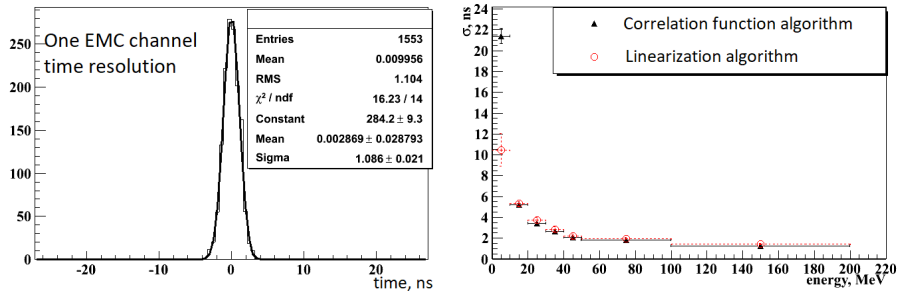 One EMC channel
time resolution
Entries 1553
Mean 0.009956
RMS 1.104
χ² / ndf 16.23 / 14
Constant 284.2 ± 9.3
Mean 0.002869 ± 0.028793
Sigma 1.086 ± 0.021
250
200
150
100
50
0
-20 -10 0 10 20
time, ns
σ, ns
Correlation function algorithm
Linearization algorithm
24
22
20
18
16
14
12
10
8
6
4
2
0
0 20 40 60 80 100 120 140 160 180 200 220
energy, MeV